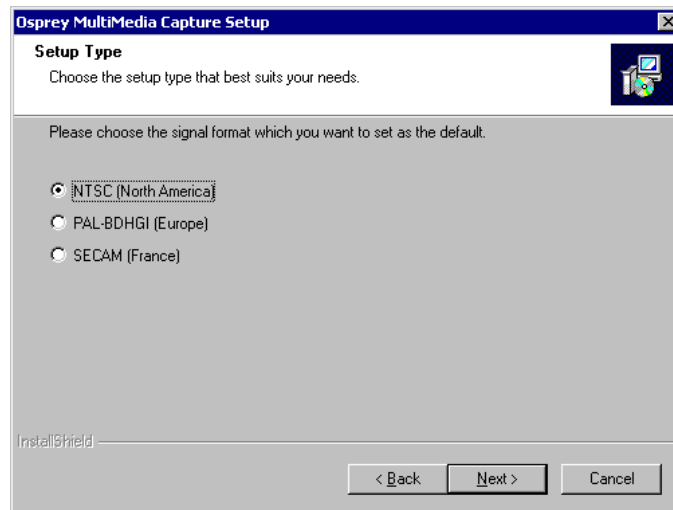 Osprey MultiMedia Capture Setup
Setup Type
Choose the setup type that best suits your needs.
Please choose the signal format which you want to set as the default.
NTSC (North America)
PAL-BDHGI (Europe)
SECAM (France)
InstallShield
< Back
Next >
Cancel